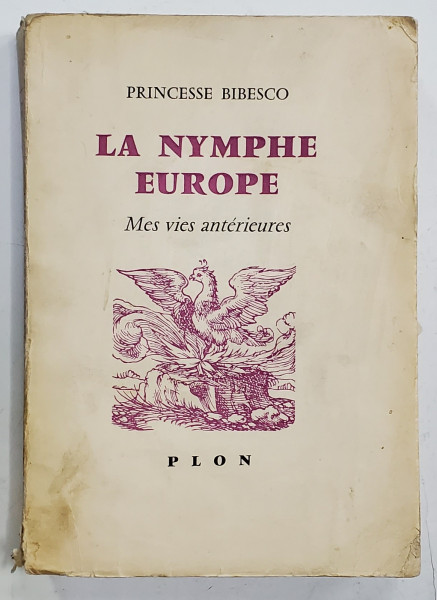 PRINCESSE BIBESCO
LA NYMPHE
EUROPE
Mes vies antérieures
PLON